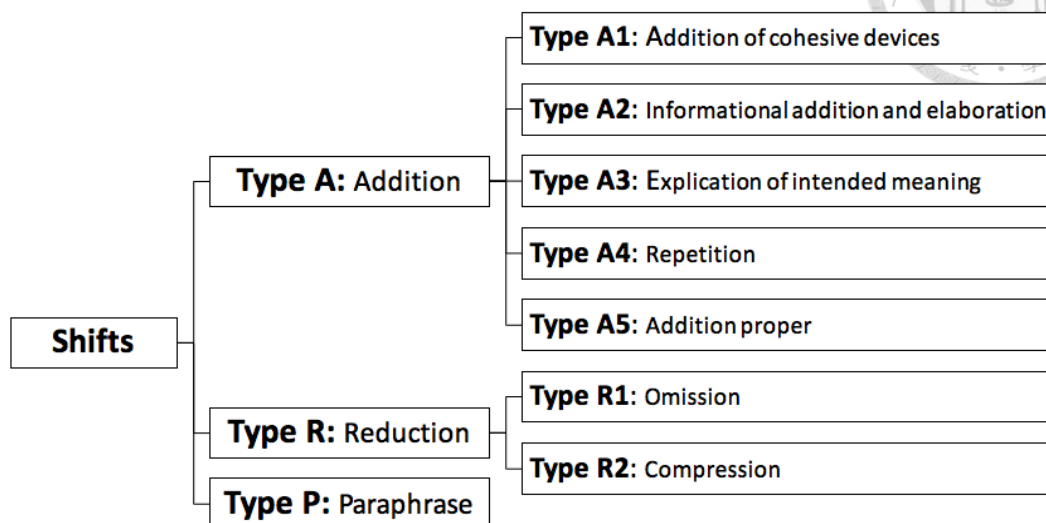 Type A1: Addition of cohesive devices
Type A2: Informational addition and elaboration
Type A: Addition
Type A3: Explication of intended meaning
Type A4: Repetition
Type A5: Addition proper
Shifts
Type R1: Omission
Type R: Reduction
Type R2: Compression
Type P: Paraphrase